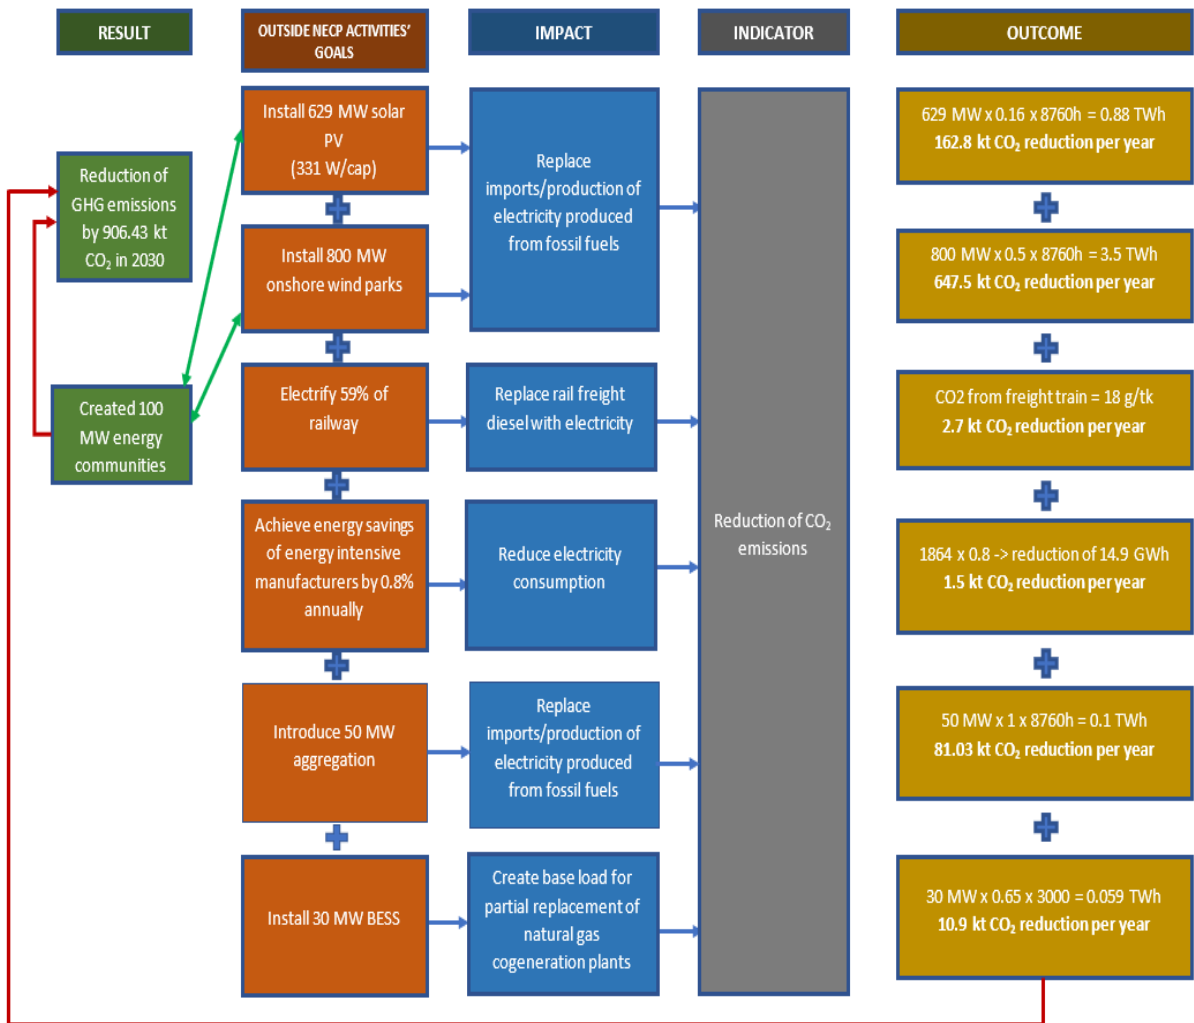 RESULT
OUTSIDE NECP ACTIVITIES'
GOALS
IMPACT
INDICATOR
OUTCOME
Reduction of
GHG emissions
by 906.43 kt
CO₂ in 2030
Created 100
MW energy
communities
Install 629 MW solar
PV
(331 W/cap)
Install 800 MW
onshore wind parks
Electrify 59% of
railway
Achieve energy savings
of energy intensive
manufacturers by 0.8%
annually
Introduce 50 MW
aggregation
Install 30 MW BESS
Replace
imports/production of
electricity produced
from fossil fuels
Replace rail freight
diesel with electricity
Reduce electricity
consumption
Replace
imports/production of
electricity produced
from fossil fuels
Create base load for
partial replacement of
natural gas
cogeneration plants
Reduction of CO₂
emissions
629 MW x 0.16 x 8760h = 0.88 TWh
162.8 kt CO₂ reduction per year
800 MW x 0.5 x 8760h = 3.5 TWh
647.5 kt CO₂ reduction per year
CO2 from freight train = 18 g/tk
2.7 kt CO₂ reduction per year
1864 x 0.8 -> reduction of 14.9 GWh
1.5 kt CO₂ reduction per year
50 MW x 1 x 8760h = 0.1 TWh
81.03 kt CO₂ reduction per year
30 MW x 0.65 x 3000 = 0.059 TWh
10.9 kt CO₂ reduction per year